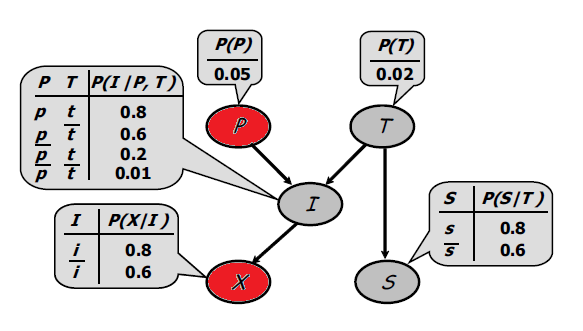 P(P)
0.05
P(T)
0.02
P T P(I |P, T )
p t 0.8
p t̅ 0.6
p̅ t 0.2
p̅ t̅ 0.01
P
T
I
I P(X|I )
i 0.8
i̅ 0.6
S P(S|T )
s 0.8
s̅ 0.6
X
S